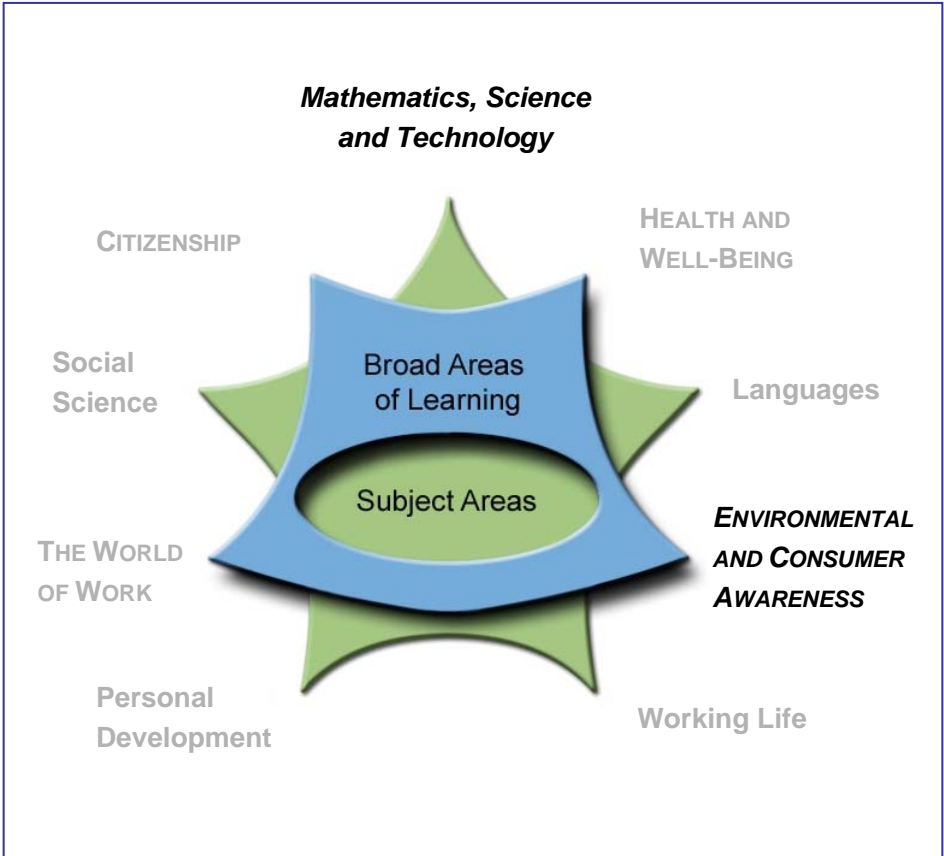 Mathematics, Science
and Technology
CITIZENSHIP
HEALTH AND
WELL-BEING
Social
Science
Broad Areas
of Learning
Languages
Subject Areas
THE WORLD
OF WORK
ENVIRONMENTAL
AND CONSUMER
AWARENESS
Personal
Development
Working Life